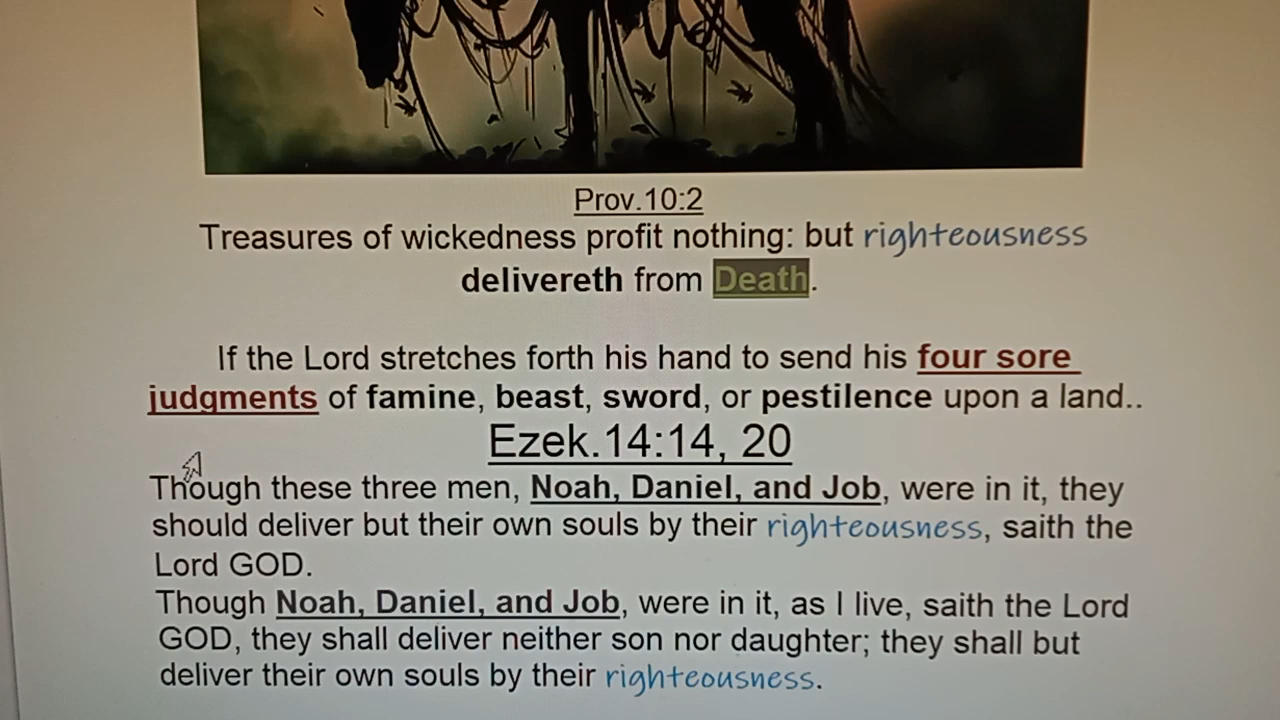 Prov.10:2
Treasures of wickedness profit nothing: but righteousness
delivereth from Death.
If the Lord stretches forth his hand to send his four sore
judgments of famine, beast, sword, or pestilence upon a land..
Ezek.14:14, 20
Though these three men, Noah, Daniel, and Job, were in it, they
should deliver but their own souls by their righteousness, saith the
Lord GOD.
Though Noah, Daniel, and Job, were in it, as I live, saith the Lord
GOD, they shall deliver neither son nor daughter; they shall but
deliver their own souls by their righteousness.